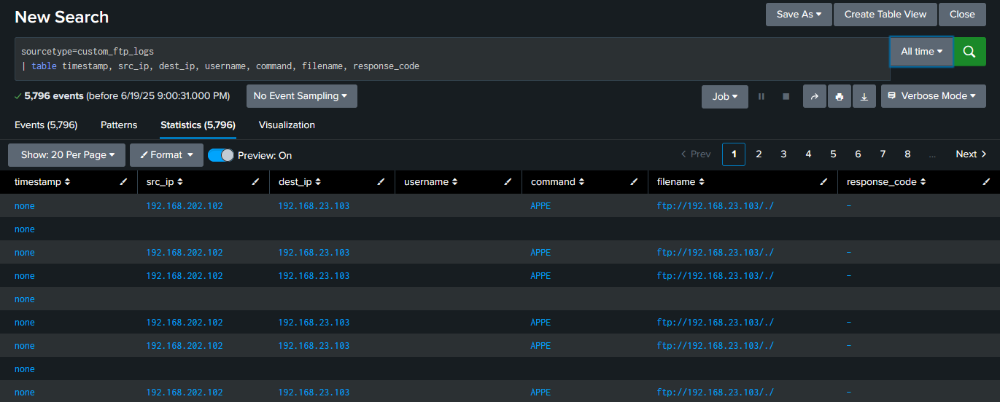 New Search
Save As Create Table View Close
sourcetype=custom_ftp_logs
| table timestamp, src_ip, dest_ip, username, command, filename, response_code
All time
5,796 events (before 6/19/25 9:00:31.000 PM) No Event Sampling Job Verbose Mode
Events (5,796) Patterns Statistics (5,796) Visualization
Show: 20 Per Page Format Preview: On < Prev 1 2 3 4 5 6 7 8 ... Next >
timestamp src_ip dest_ip username command filename response_code
none 192.168.202.102 192.168.23.103 APPE ftp://192.168.23.103/./ -
none
none 192.168.202.102 192.168.23.103 APPE ftp://192.168.23.103/./ -
none 192.168.202.102 192.168.23.103 APPE ftp://192.168.23.103/./ -
none
none 192.168.202.102 192.168.23.103 APPE ftp://192.168.23.103/./ -
none 192.168.202.102 192.168.23.103 APPE ftp://192.168.23.103/./ -
none
none 192.168.202.102 192.168.23.103 APPE ftp://192.168.23.103/./ -